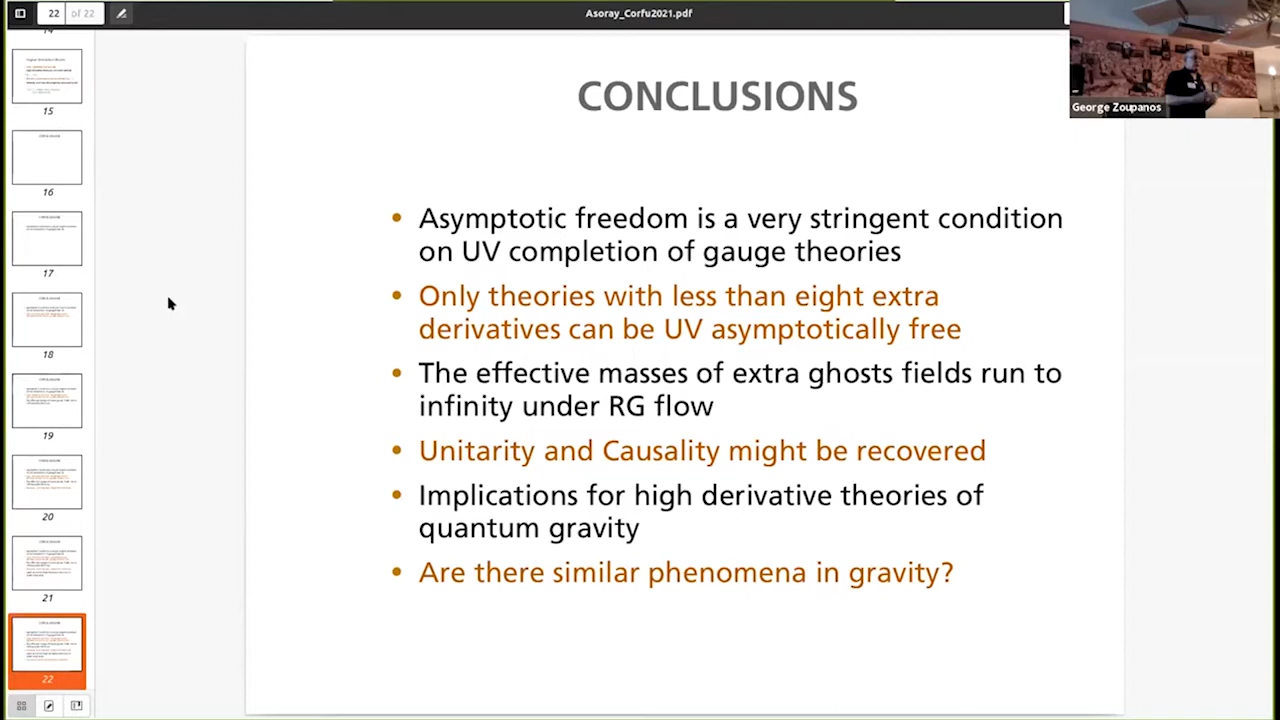 22 of 22
Asoray_Corfu2021.pdf
George Zoupanos
15
16
17
18
19
20
21
22
CONCLUSIONS
• Asymptotic freedom is a very stringent condition
on UV completion of gauge theories
• Only theories with less than eight extra
derivatives can be UV asymptotically free
• The effective masses of extra ghosts fields run to
infinity under RG flow
• Unitarity and Causality might be recovered
• Implications for high derivative theories of
quantum gravity
• Are there similar phenomena in gravity?